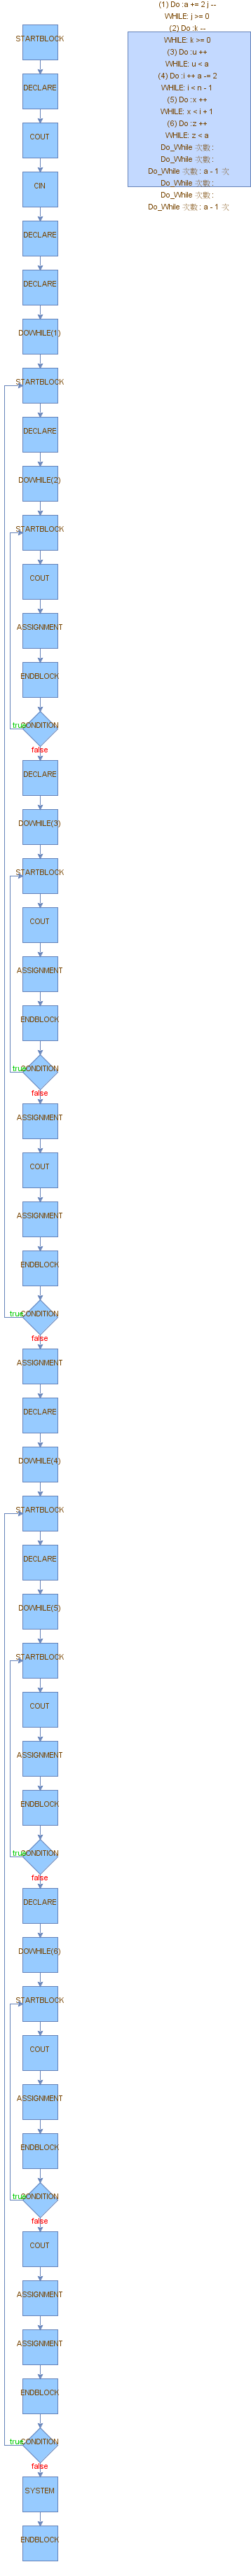 (1) Do :a += 2 j --
WHILE: j >= 0
(2) Do :k --
WHILE: k >= 0
(3) Do :u ++
WHILE: u < a
(4) Do :i ++ a -= 2
WHILE: i < n - 1
(5) Do :x ++
WHILE: x < i + 1
(6) Do :z ++
WHILE: z < a
Do_While 次數 :
Do_While 次數 :
Do_While 次數 : a - 1 次
Do_While 次數 :
Do_While 次數 :
Do_While 次數 : a - 1 次
STARTBLOCK
DECLARE
COUT
CIN
DECLARE
DECLARE
DOWHILE(1)
STARTBLOCK
DECLARE
DOWHILE(2)
STARTBLOCK
COUT
ASSIGNMENT
ENDBLOCK
true CONDITION
false
DECLARE
DOWHILE(3)
STARTBLOCK
COUT
ASSIGNMENT
ENDBLOCK
true CONDITION
false
ASSIGNMENT
COUT
ASSIGNMENT
ENDBLOCK
true CONDITION
false
ASSIGNMENT
DECLARE
DOWHILE(4)
STARTBLOCK
DECLARE
DOWHILE(5)
STARTBLOCK
COUT
ASSIGNMENT
ENDBLOCK
true CONDITION
false
DECLARE
DOWHILE(6)
STARTBLOCK
COUT
ASSIGNMENT
ENDBLOCK
true CONDITION
false
COUT
ASSIGNMENT
ASSIGNMENT
ENDBLOCK
true CONDITION
false
SYSTEM
ENDBLOCK